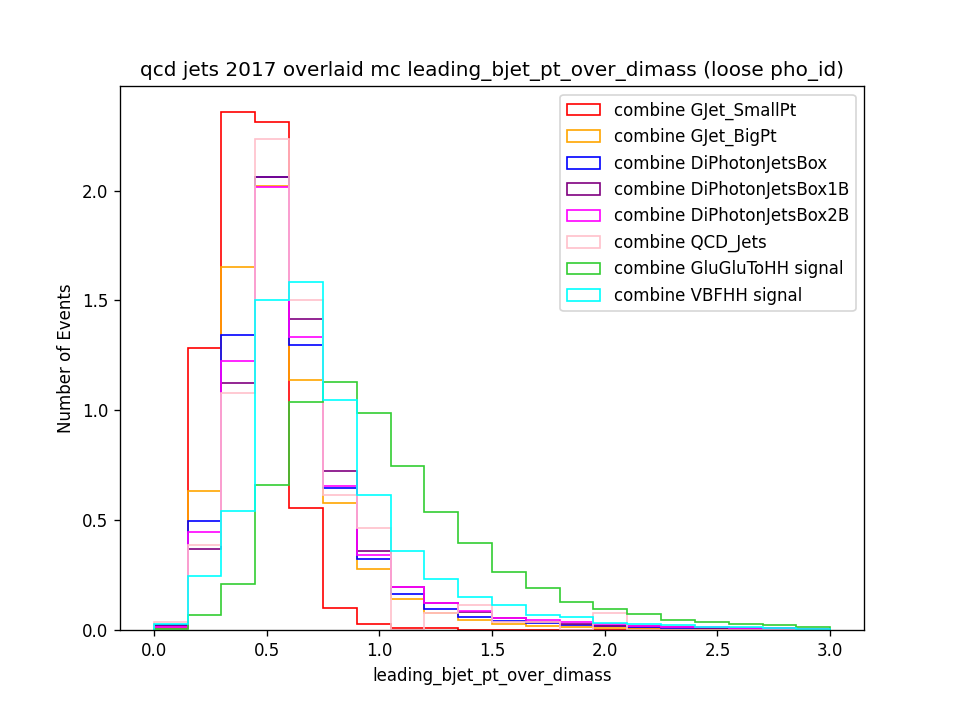 qcd jets 2017 overlaid mc leading_bjet_pt_over_dimass (loose pho_id)
combine GJet_SmallPt
combine GJet_BigPt
combine DiPhotonJetsBox
combine DiPhotonJetsBox1B
combine DiPhotonJetsBox2B
combine QCD_Jets
combine GluGluToHH signal
combine VBFHH signal
Number of Events
2.0
1.5
1.0
0.5
0.0
0.0 0.5 1.0 1.5 2.0 2.5 3.0
leading_bjet_pt_over_dimass